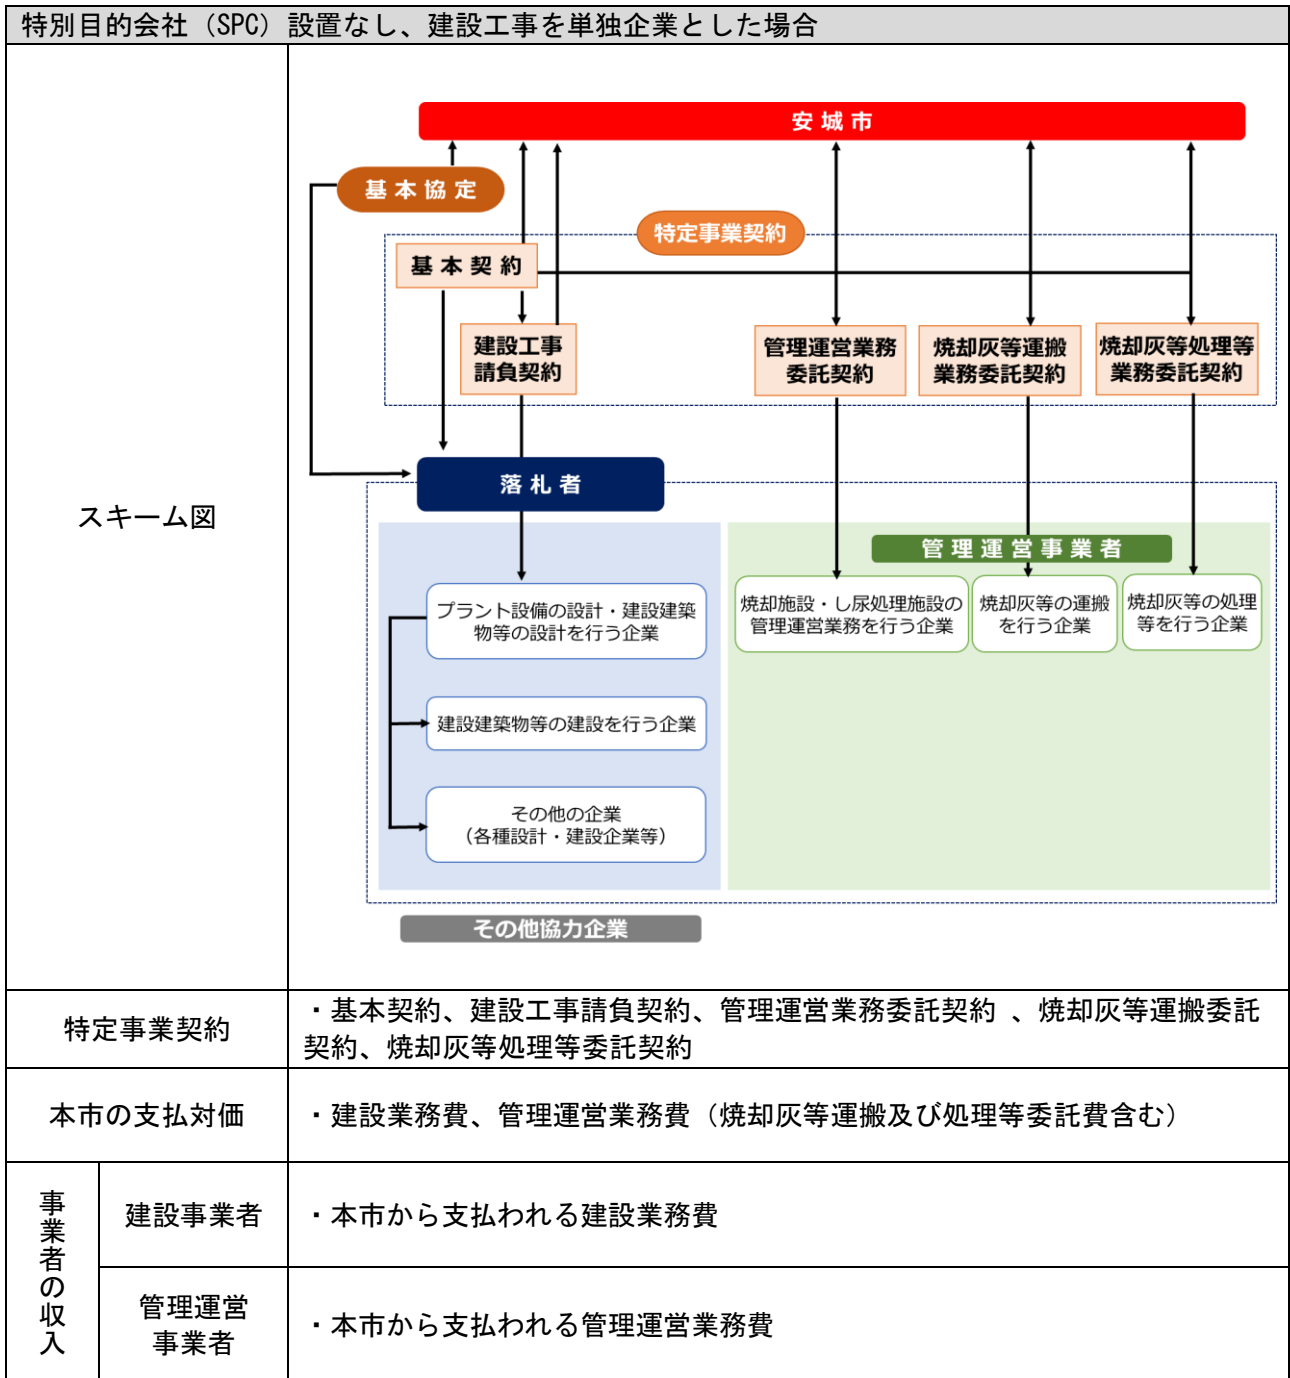 特別目的会社（SPC）設置なし、建設工事を単独企業とした場合
スキーム図
安城市
基本協定
特定事業契約
基本契約
建設工事
請負契約
管理運営業務
委託契約
焼却灰等運搬
業務委託契約
焼却灰等処理等
業務委託契約
落札者
管理運営事業者
プラント設備の設計・建設建築
物等の設計を行う企業
焼却施設・し尿処理施設の
管理運営業務を行う企業
焼却灰等の運搬
を行う企業
焼却灰等の処理
等を行う企業
建設建築物等の建設を行う企業
その他の企業
（各種設計・建設企業等）
その他協力企業
特定事業契約
・基本契約、建設工事請負契約、管理運営業務委託契約 、焼却灰等運搬委託
契約、焼却灰等処理等委託契約
本市の支払対価
・建設業務費、管理運営業務費（焼却灰等運搬及び処理等委託費含む）
事業者の収入
建設事業者
・本市から支払われる建設業務費
管理運営
事業者
・本市から支払われる管理運営業務費